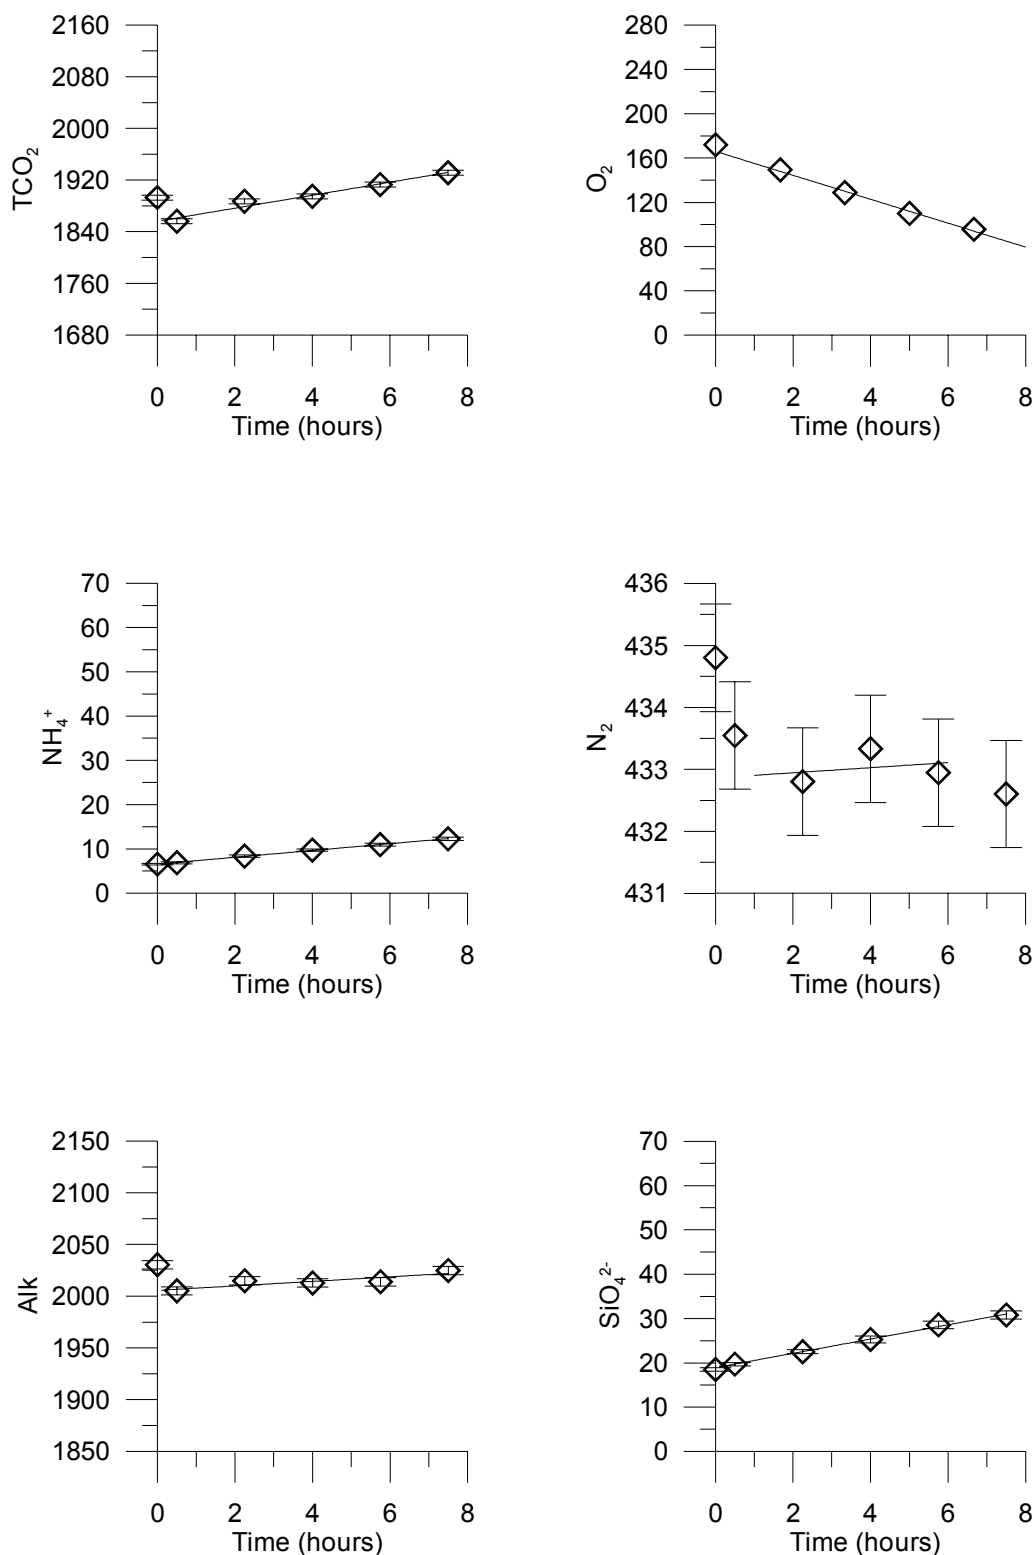 TCO₂
2160
2080
2000
1920
1840
1760
1680
0 2 4 6 8
Time (hours)
O₂
280
240
200
160
120
80
40
0
0 2 4 6 8
Time (hours)
NH₄⁺
70
60
50
40
30
20
10
0
0 2 4 6 8
Time (hours)
N₂
436
435
434
433
432
431
0 2 4 6 8
Time (hours)
Alk
2150
2100
2050
2000
1950
1900
1850
0 2 4 6 8
Time (hours)
SiO₄²⁻
70
60
50
40
30
20
10
0
0 2 4 6 8
Time (hours)